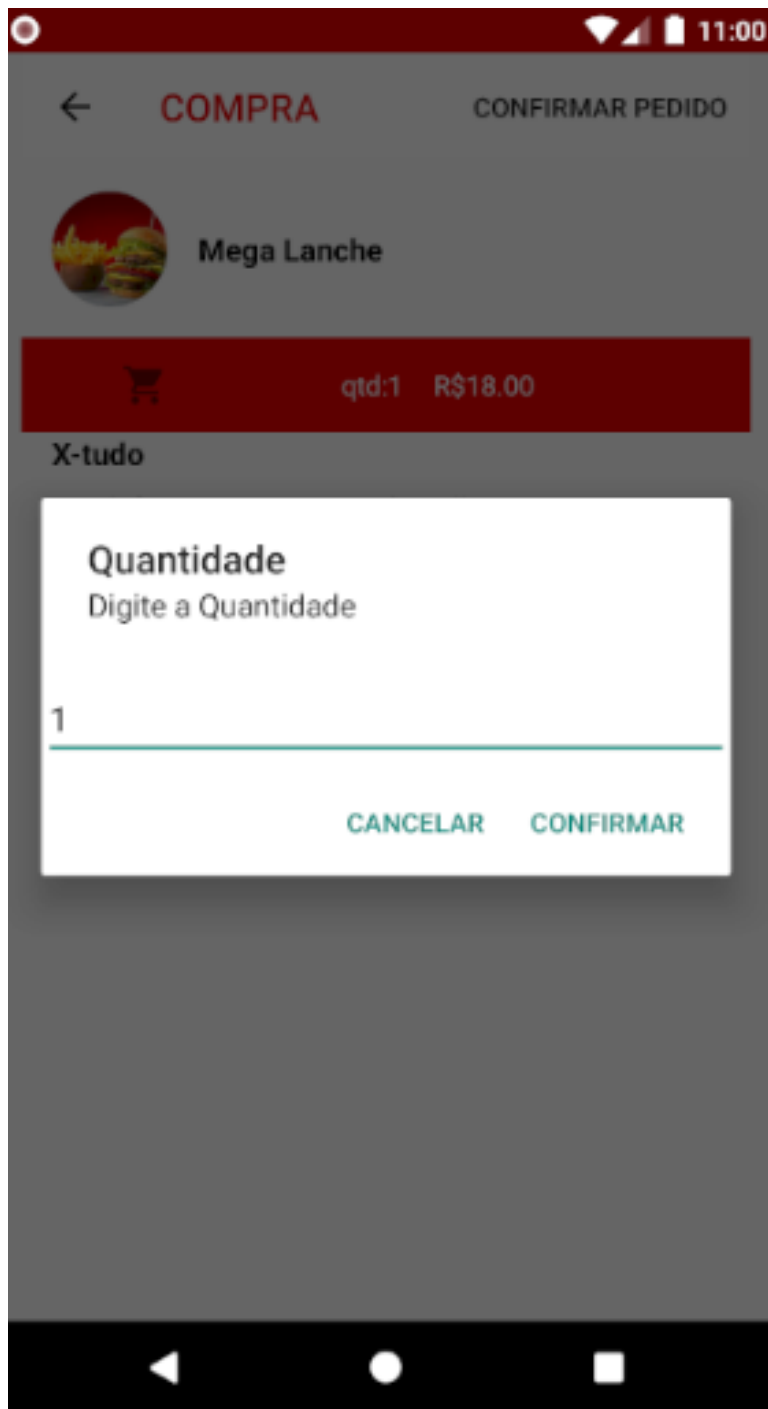 11:00
COMPRA CONFIRMAR PEDIDO
Mega Lanche
qtd:1 R$18.00
X-tudo
Quantidade
Digite a Quantidade
1
CANCELAR CONFIRMAR